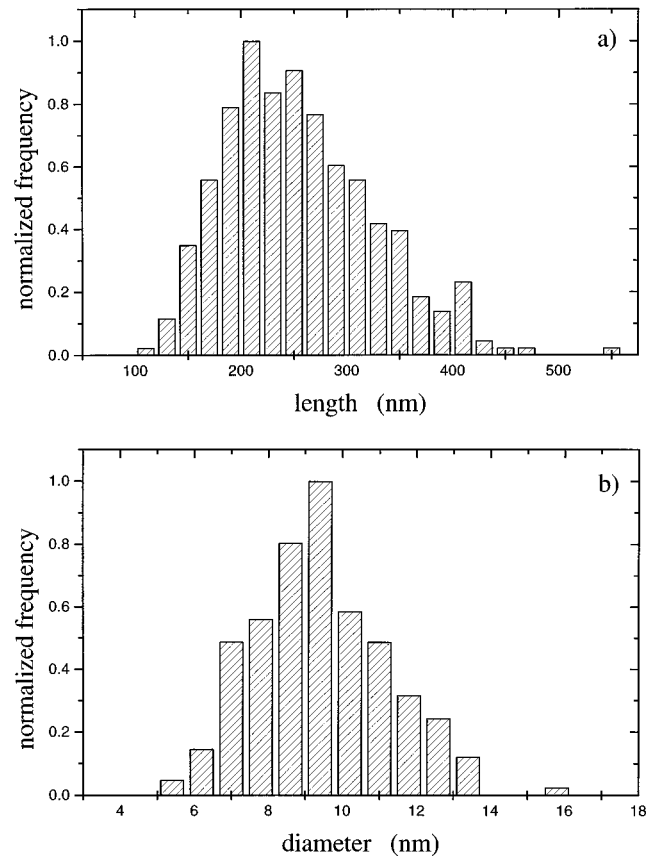 a)
1.0
0.8
0.6
0.4
0.2
0.0
normalized frequency
100 200 300 400 500
length (nm)
b)
1.0
0.8
0.6
0.4
0.2
0.0
normalized frequency
4 6 8 10 12 14 16 18
diameter (nm)